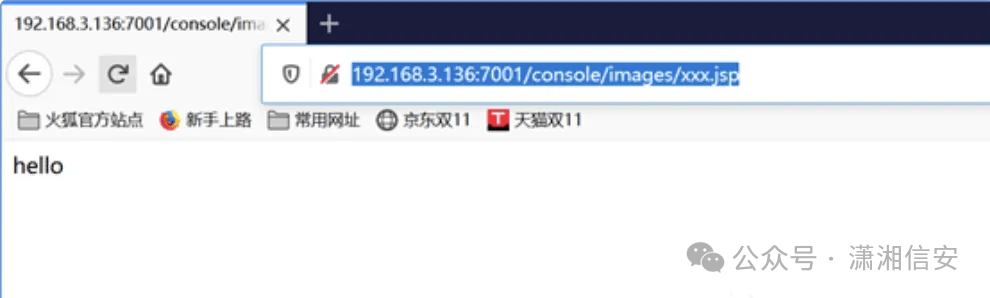 192.168.3.136:7001/console/ima
192.168.3.136:7001/console/images/xxx.jsp
火狐官方站点 新手上路 常用网址 京东双11 天猫双11
hello
公众号 · 潇湘信安